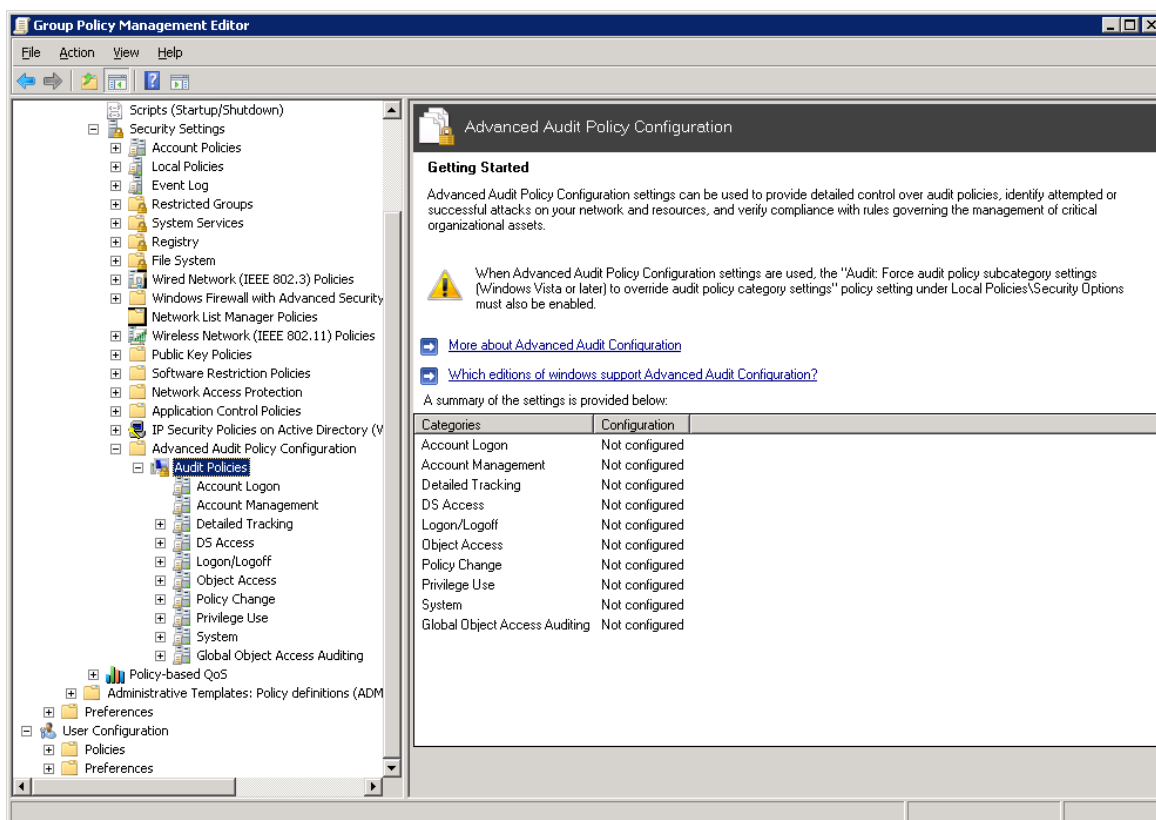 Group Policy Management Editor
File Action View Help
Scripts (Startup/Shutdown)
Security Settings
Account Policies
Local Policies
Event Log
Restricted Groups
System Services
Registry
File System
Wired Network (IEEE 802.3) Policies
Windows Firewall with Advanced Security
Network List Manager Policies
Wireless Network (IEEE 802.11) Policies
Public Key Policies
Software Restriction Policies
Network Access Protection
Application Control Policies
IP Security Policies on Active Directory (V
Advanced Audit Policy Configuration
Audit Policies
Account Logon
Account Management
Detailed Tracking
DS Access
Logon/Logoff
Object Access
Policy Change
Privilege Use
System
Global Object Access Auditing
Policy-based QoS
Administrative Templates: Policy definitions (ADM
Preferences
User Configuration
Policies
Preferences
Advanced Audit Policy Configuration
Getting Started
Advanced Audit Policy Configuration settings can be used to provide detailed control over audit policies, identify attempted or
successful attacks on your network and resources, and verify compliance with rules governing the management of critical
organizational assets.
When Advanced Audit Policy Configuration settings are used, the "Audit: Force audit policy subcategory settings
(Windows Vista or later) to override audit policy category settings" policy setting under Local Policies\Security Options
must also be enabled.
More about Advanced Audit Configuration
Which editions of windows support Advanced Audit Configuration?
A summary of the settings is provided below:
Categories Configuration
Account Logon Not configured
Account Management Not configured
Detailed Tracking Not configured
DS Access Not configured
Logon/Logoff Not configured
Object Access Not configured
Policy Change Not configured
Privilege Use Not configured
System Not configured
Global Object Access Auditing Not configured